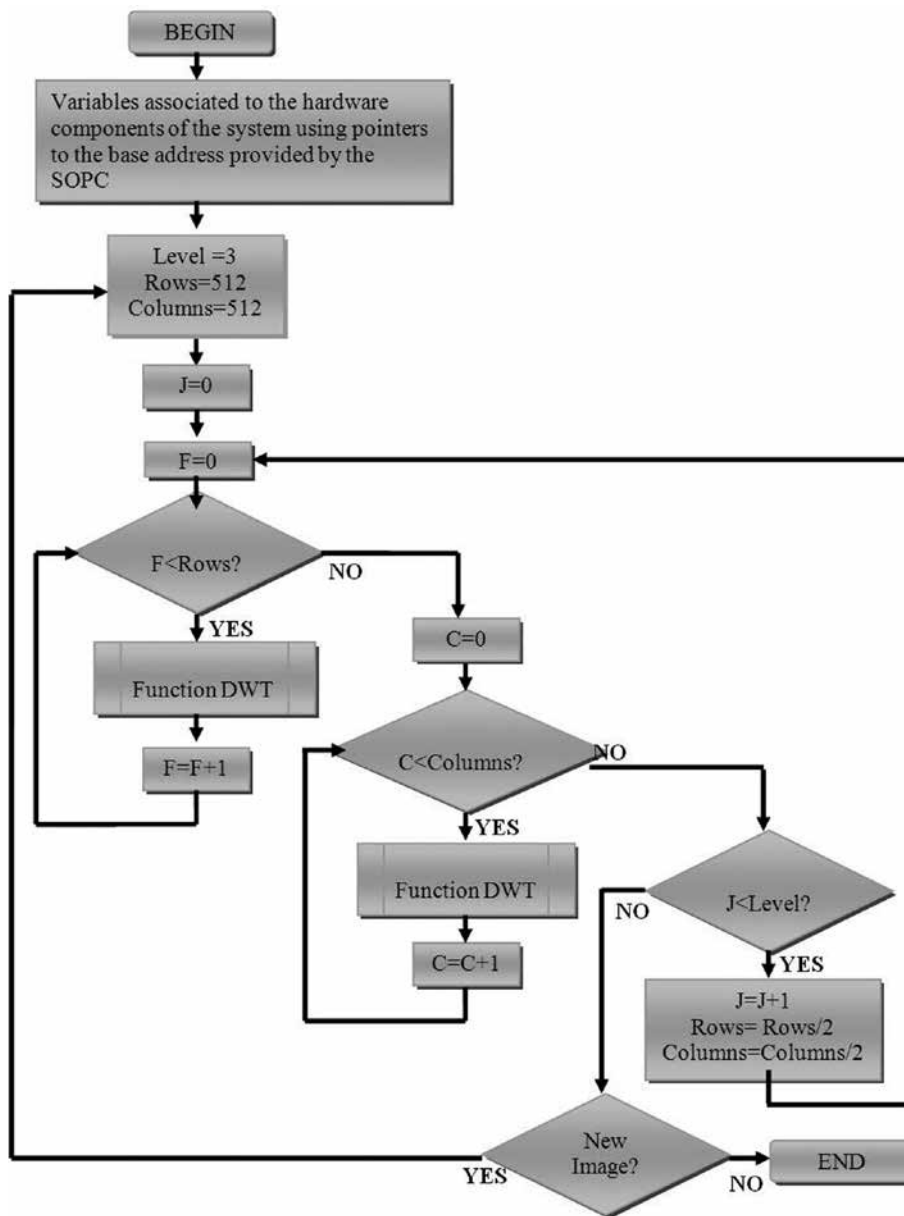 BEGIN
Variables associated to the hardware
components of the system using pointers
to the base address provided by the
SOPC
Level =3
Rows=512
Columns=512
J=0
F=0
F<Rows?
NO
YES
Function DWT
F=F+1
C=0
C<Columns?
NO
YES
Function DWT
C=C+1
J<Level?
NO
YES
J=J+1
Rows= Rows/2
Columns=Columns/2
New
Image?
YES
NO
END